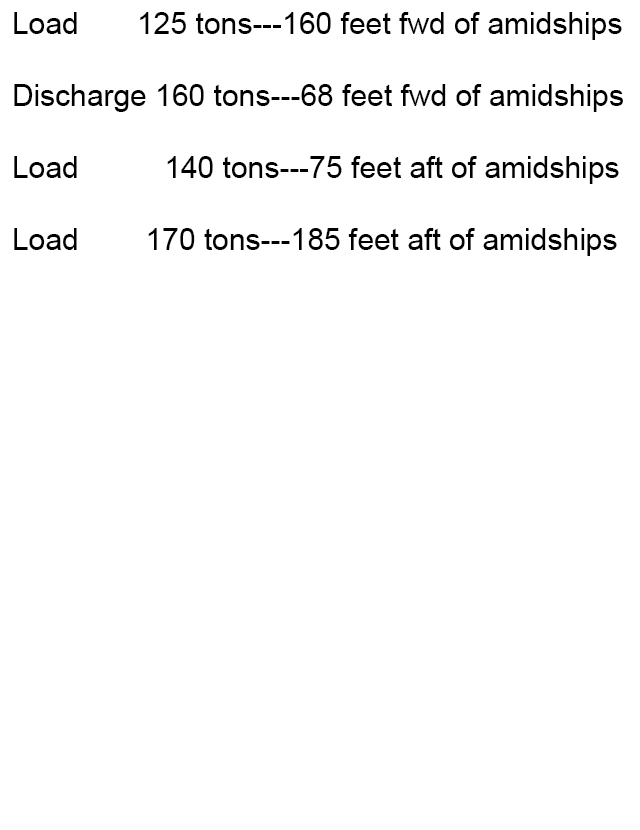 Load 125 tons---160 feet fwd of amidships
Discharge 160 tons---68 feet fwd of amidships
Load 140 tons---75 feet aft of amidships
Load 170 tons---185 feet aft of amidships